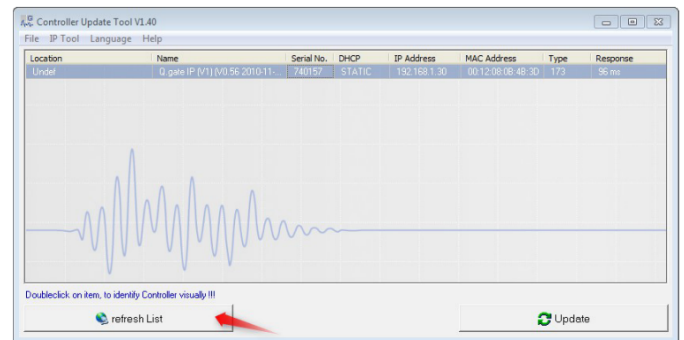 Controller Update Tool V1.40
File IP Tool Language Help
Location Name Serial No. DHCP IP Address MAC Address Type Response
Undef Q.gate IP (V1) (V0.56 2010-11-... 740157 STATIC 192.168.1.30 00:12:08:0B:4B:3D 173 96 ms
Doubleclick on item, to identify Controller visually !!!
refresh List Update